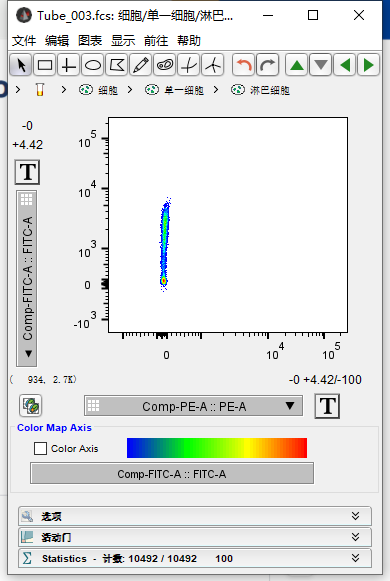 Tube_003.fcs: 细胞/单一细胞/淋巴...
文件 编辑 图表 显示 前往 帮助
> > 细胞 > 单一细胞 > 淋巴细胞
-0
+4.42
T
Comp-FITC-A :: FITC-A
10^5
10^4
10^3
0
-10^3
0 10^4 10^5
( 934, 2.7K)
-0 +4.42/-100
Comp-PE-A :: PE-A
T
Color Map Axis
Color Axis
Comp-FITC-A :: FITC-A
选项
活动门
Σ Statistics - 计数: 10492 / 10492 100